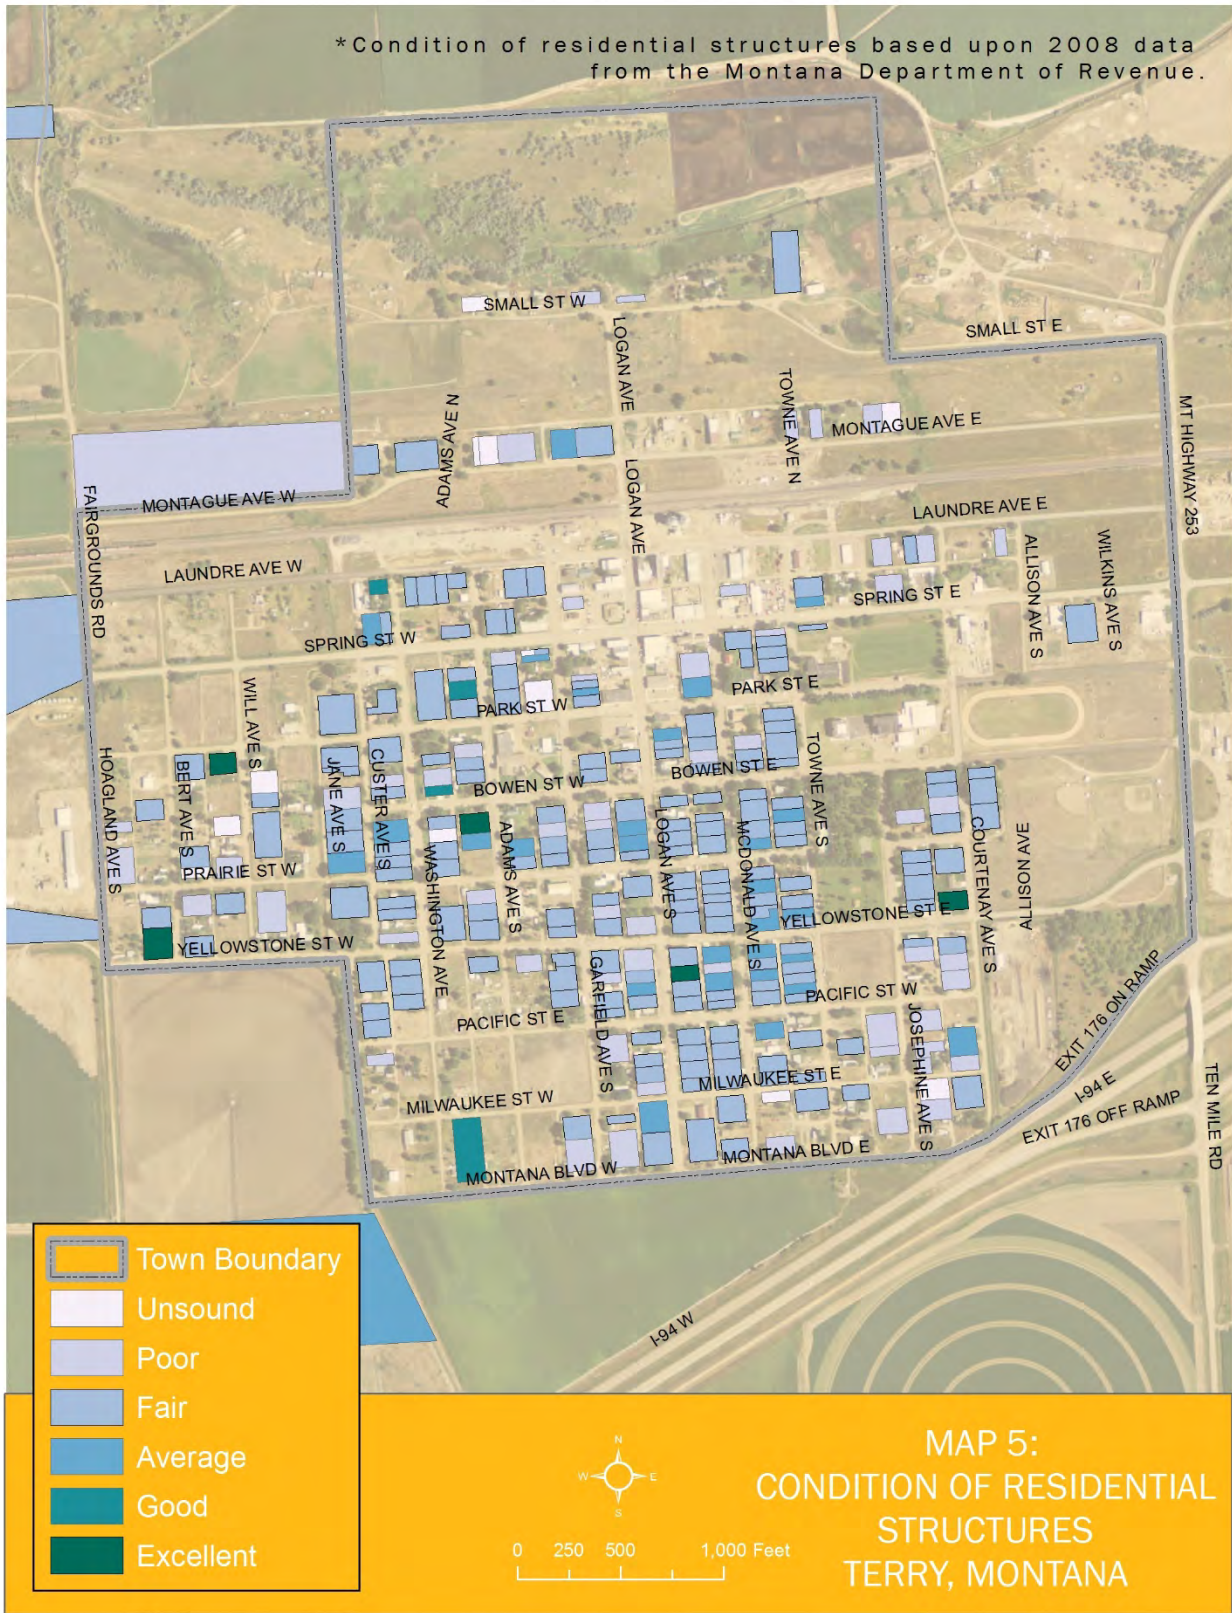 *Condition of residential structures based upon 2008 data
from the Montana Department of Revenue.
SMALL ST W
LOGAN AVE
SMALL ST E
ADAMS AVE N
TOWNE AVE N
MONTAGUE AVE E
MT HIGHWAY 253
MONTAGUE AVE W
LOGAN AVE
FAIRGROUNDS RD
LAUNDRE AVE E
LAUNDRE AVE W
ALLISON AVE S
WILKINS AVE S
SPRING ST E
SPRING ST W
PARK ST E
WILL AVE S
PARK ST W
HOAGLAND AVE S
BERT AVE S
JANE AVE S
CUSTER AVE S
BOWEN ST W
BOWEN ST E
TOWNE AVE S
WASHINGTON AVE
ADAMS AVE S
LOGAN AVE S
MCDONALD AVE S
COURTENAY AVE S
ALLISON AVE
PRAIRIE ST W
YELLOWSTONE ST W
YELLOWSTONE ST E
GARFIELD AVE S
PACIFIC ST W
PACIFIC ST E
JOSEPHINE AVE S
EXIT 176 ON RAMP
MILWAUKEE ST E
MILWAUKEE ST W
I-94 E
EXIT 176 OFF RAMP
TEN MILE RD
MONTANA BLVD W
MONTANA BLVD E
I-94 W
Town Boundary
Unsound
Poor
Fair
Average
Good
Excellent
N
W
E
S
0 250 500 1,000 Feet
MAP 5:
CONDITION OF RESIDENTIAL
STRUCTURES
TERRY, MONTANA